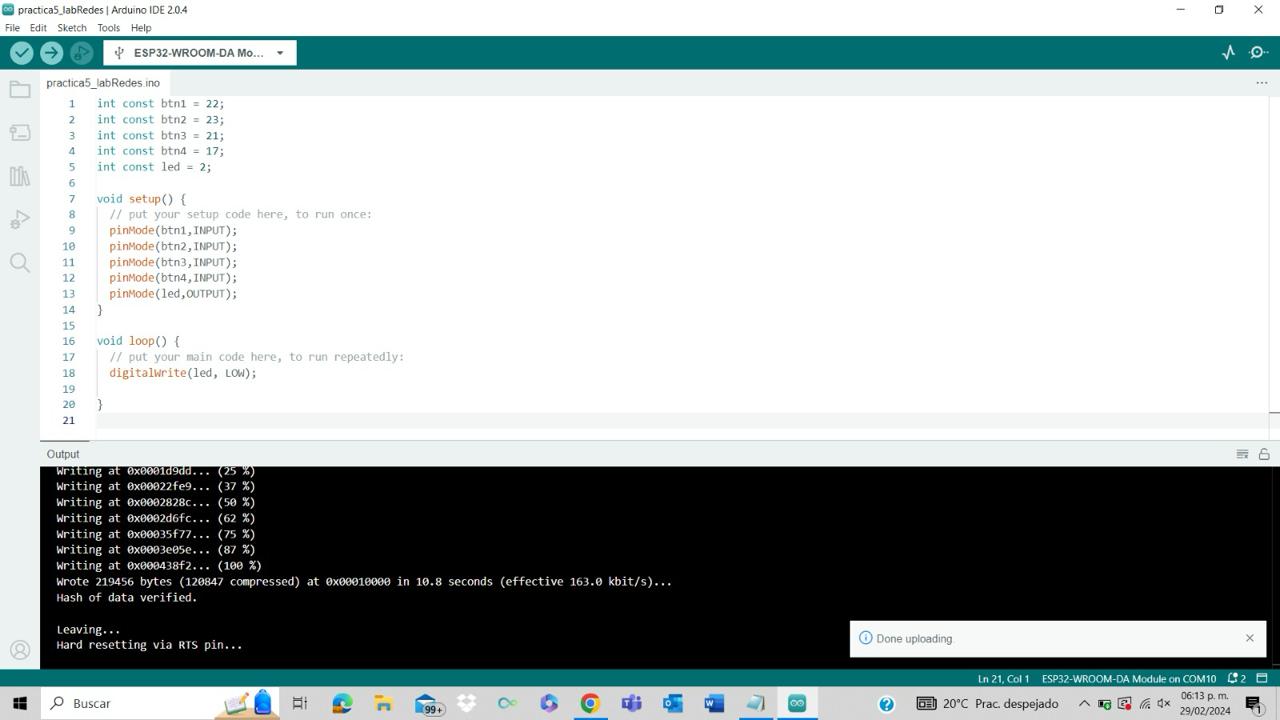 practica5_labRedes | Arduino IDE 2.0.4
File Edit Sketch Tools Help
ESP32-WROOM-DA Mo...
practica5_labRedes.ino
1 int const btn1 = 22;
2 int const btn2 = 23;
3 int const btn3 = 21;
4 int const btn4 = 17;
5 int const led = 2;
6
7 void setup() {
8 // put your setup code here, to run once:
9 pinMode(btn1,INPUT);
10 pinMode(btn2,INPUT);
11 pinMode(btn3,INPUT);
12 pinMode(btn4,INPUT);
13 pinMode(led,OUTPUT);
14 }
15
16 void loop() {
17 // put your main code here, to run repeatedly:
18 digitalWrite(led, LOW);
19
20 }
21
Output
Writing at 0x0001d9dd... (25 %)
Writing at 0x00022fe9... (37 %)
Writing at 0x0002828c... (50 %)
Writing at 0x0002d6fc... (62 %)
Writing at 0x00035f77... (75 %)
Writing at 0x0003e05e... (87 %)
Writing at 0x000438f2... (100 %)
Wrote 219456 bytes (120847 compressed) at 0x00010000 in 10.8 seconds (effective 163.0 kbit/s)...
Hash of data verified.
Leaving...
Hard resetting via RTS pin...
Done uploading.
Ln 21, Col 1 ESP32-WROOM-DA Module on COM10 2
Buscar 99+ 20°C Prac. despejado 06:13 p. m.
29/02/2024 1